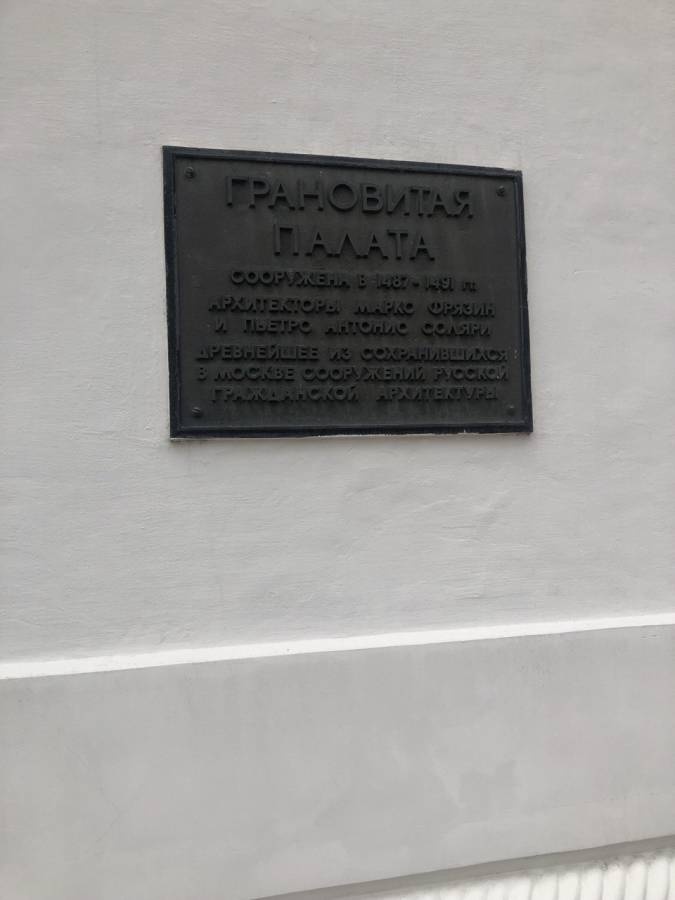 ГРАНОВИТАЯ
ПАЛАТА
СООРУЖЕНА В 1487-1491 гг.
АРХИТЕКТОРЫ МАРКО ФРЯЗИН
И ПЬЕТРО АНТОНИО СОЛЯРИ
ДРЕВНЕЙШЕЕ ИЗ СОХРАНИВШИХСЯ
В МОСКВЕ СООРУЖЕНИЙ РУССКОЙ
ГРАЖДАНСКОЙ АРХИТЕКТУРЫ